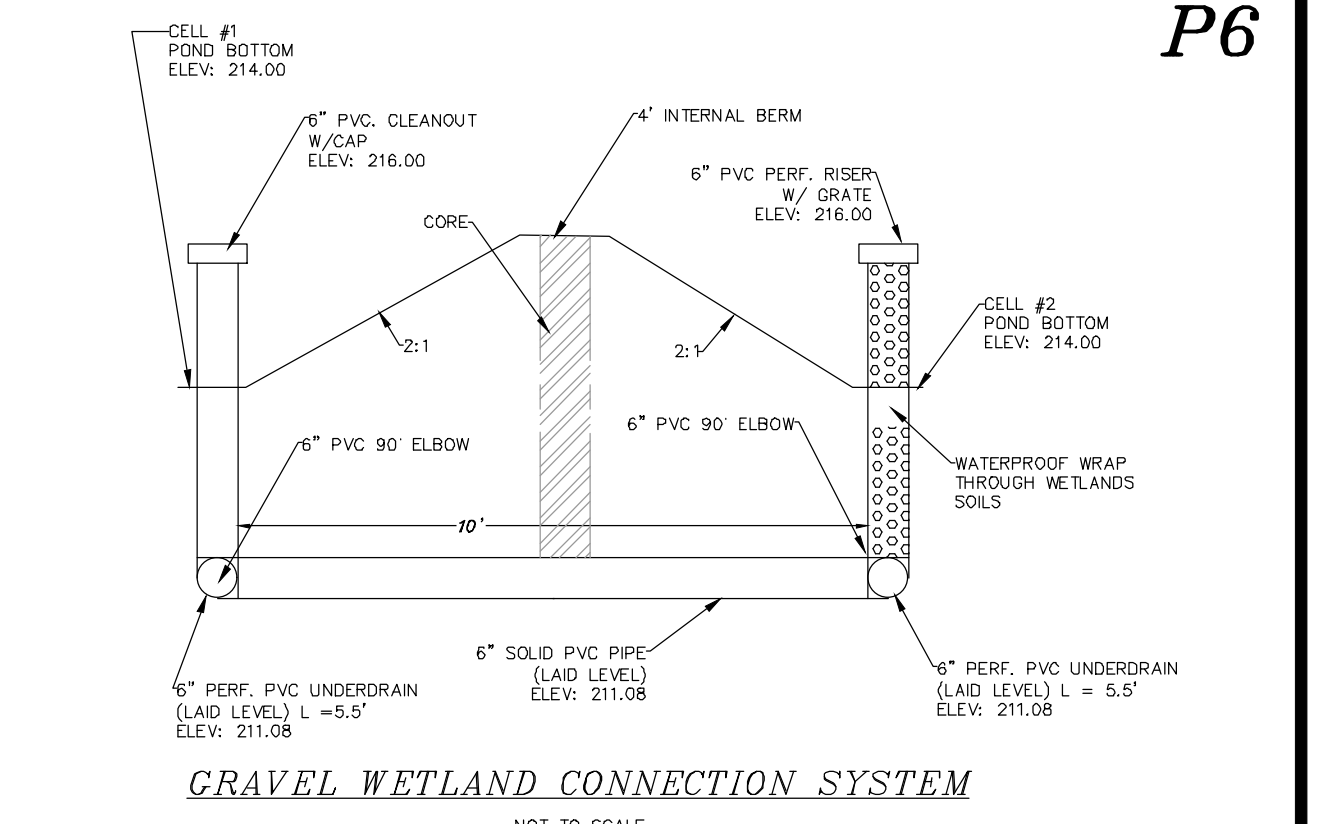 P6
CELL #1
POND BOTTOM
ELEV: 214.00
6" PVC. CLEANOUT
W/CAP
ELEV: 216.00
4' INTERNAL BERM
6" PVC PERF. RISER
W/ GRATE
ELEV: 216.00
CORE
CELL #2
POND BOTTOM
ELEV: 214.00
2:1
2:1
6" PVC 90° ELBOW
6" PVC 90° ELBOW
WATERPROOF WRAP
THROUGH WETLANDS
SOILS
10'
6" SOLID PVC PIPE
(LAID LEVEL)
ELEV: 211.08
6" PERF. PVC UNDERDRAIN
(LAID LEVEL) L =5.5'
ELEV: 211.08
6" PERF. PVC UNDERDRAIN
(LAID LEVEL) L = 5.5'
ELEV: 211.08
GRAVEL WETLAND CONNECTION SYSTEM
NOT TO SCALE